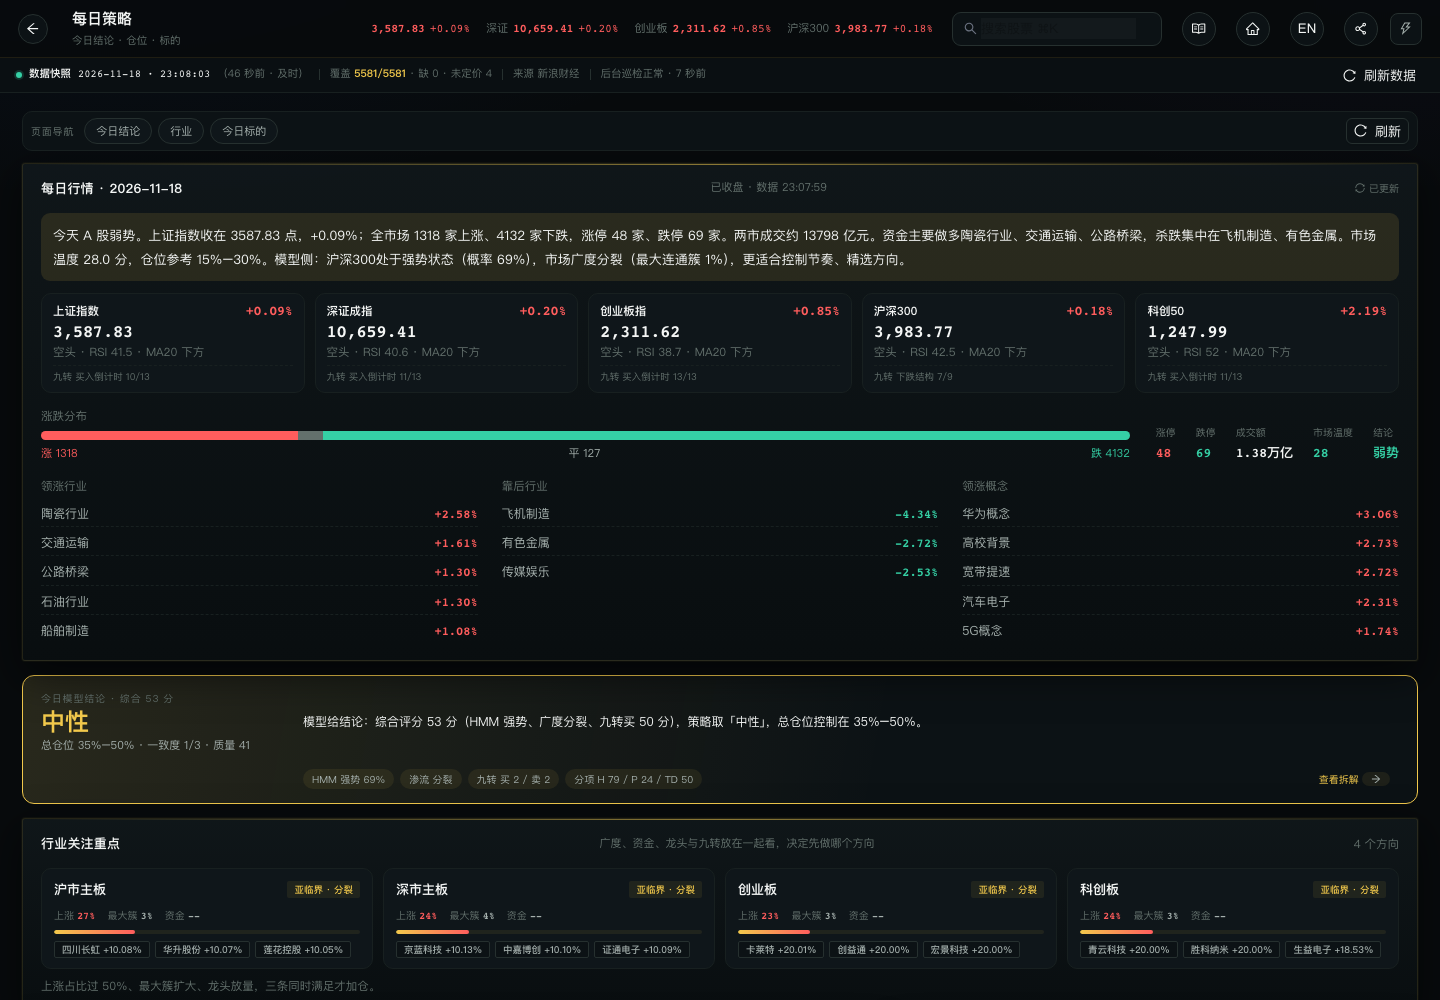 每日策略
今日结论 · 仓位 · 标的
3,587.83 +0.09% 深证 10,659.41 +0.20% 创业板 2,311.62 +0.85% 沪深300 3,983.77 +0.18%
EN
数据快照 2026-11-18 · 23:08:03 (46 秒前 · 及时) 覆盖 5581/5581 · 缺 0 · 未定价 4 来源 新浪财经 后台巡检正常 · 7 秒前
刷新数据
页面导航 今日结论 行业 今日标的
刷新
每日行情 · 2026-11-18
已收盘 · 数据 23:07:59
已更新
今天 A 股弱势。上证指数收在 3587.83 点，+0.09%；全市场 1318 家上涨、4132 家下跌，涨停 48 家、跌停 69 家。两市成交约 13798 亿元。资金主要做多陶瓷行业、交通运输、公路桥梁，杀跌集中在飞机制造、有色金属。市场
温度 28.0 分，仓位参考 15%—30%。模型侧：沪深300处于强势状态（概率 69%），市场广度分裂（最大连通簇 1%），更适合控制节奏、精选方向。
上证指数 +0.09%
3,587.83
空头 · RSI 41.5 · MA20 下方
九转 买入倒计时 10/13
深证成指 +0.20%
10,659.41
空头 · RSI 40.6 · MA20 下方
九转 买入倒计时 11/13
创业板指 +0.85%
2,311.62
空头 · RSI 38.7 · MA20 下方
九转 买入倒计时 13/13
沪深300 +0.18%
3,983.77
空头 · RSI 42.5 · MA20 下方
九转 下跌结构 7/9
科创50 +2.19%
1,247.99
空头 · RSI 52 · MA20 下方
九转 买入倒计时 11/13
涨跌分布
涨 1318 平 127 跌 4132
涨停 跌停 成交额 市场温度 结论
48 69 1.38万亿 28 弱势
领涨行业
陶瓷行业 +2.58%
交通运输 +1.61%
公路桥梁 +1.30%
石油行业 +1.30%
船舶制造 +1.08%
靠后行业
飞机制造 -4.34%
有色金属 -2.72%
传媒娱乐 -2.53%
领涨概念
华为概念 +3.06%
高校背景 +2.73%
宽带提速 +2.72%
汽车电子 +2.31%
5G概念 +1.74%
今日模型结论 · 综合 53 分
中性
总仓位 35%—50% · 一致度 1/3 · 质量 41
模型给结论：综合评分 53 分（HMM 强势、广度分裂、九转买 50 分），策略取「中性」，总仓位控制在 35%—50%。
HMM 强势 69% 渗流 分裂 九转 买 2 / 卖 2 分项 H 79 / P 24 / TD 50
查看拆解
行业关注重点
广度、资金、龙头与九转放在一起看，决定先做哪个方向
4 个方向
沪市主板 亚临界 · 分裂
上涨 27% 最大簇 3% 资金 --
四川长虹 +10.08% 华升股份 +10.07% 莲花控股 +10.05%
深市主板 亚临界 · 分裂
上涨 24% 最大簇 4% 资金 --
京蓝科技 +10.13% 中嘉博创 +10.10% 证通电子 +10.09%
创业板 亚临界 · 分裂
上涨 23% 最大簇 3% 资金 --
卡莱特 +20.01% 创益通 +20.00% 宏景科技 +20.00%
科创板 亚临界 · 分裂
上涨 24% 最大簇 3% 资金 --
青云科技 +20.00% 胜科纳米 +20.00% 生益电子 +18.53%
上涨占比过 50%、最大簇扩大、龙头放量，三条同时满足才加仓。